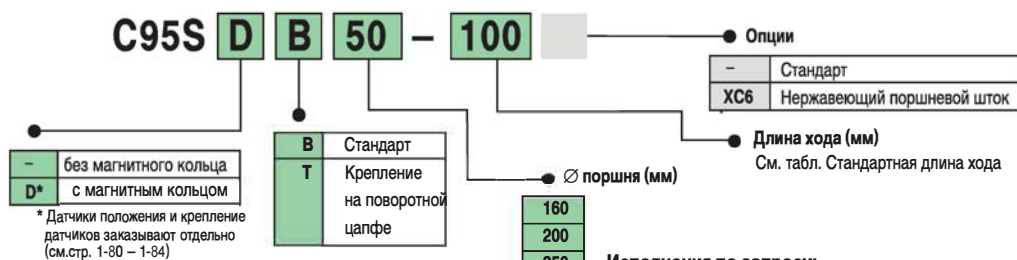 C95S D B 50 – 100
Опции
– Стандарт
XC6 Нержавеющий поршневой шток
Длина хода (мм)
См. табл. Стандартная длина хода
– без магнитного кольца
D* с магнитным кольцом
* Датчики положения и крепление
датчиков заказывают отдельно
(см.стр. 1-80 – 1-84)
B Стандарт
T Крепление
на поворотной
цапфе
∅ поршня (мм)
160
200